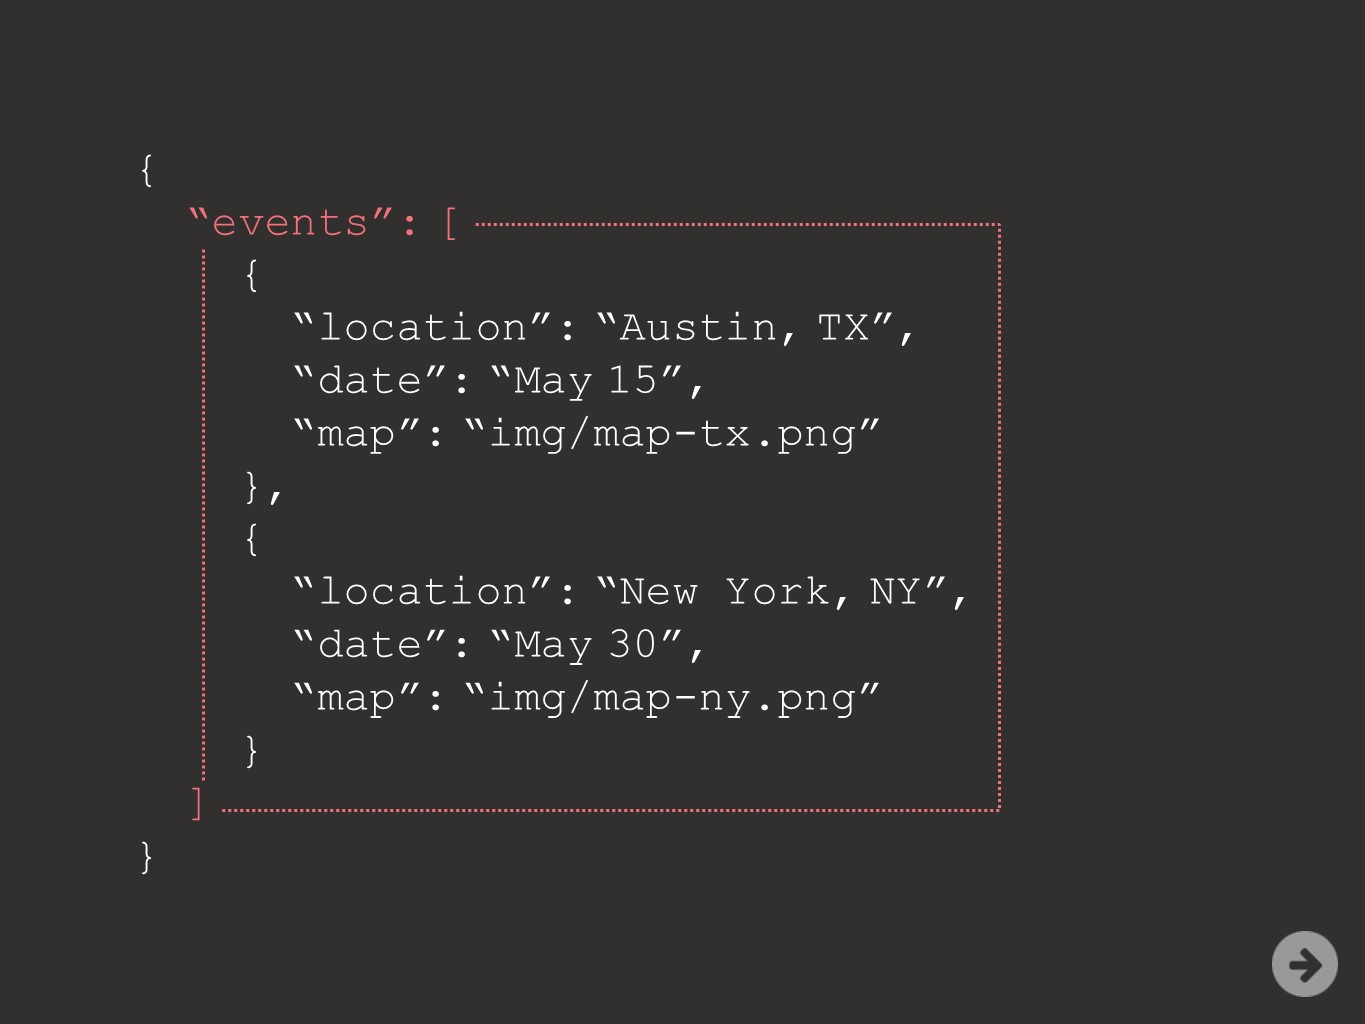 {
“events”: [
{
“location”: “Austin, TX”,
“date”: “May 15”,
“map”: “img/map-tx.png”
},
{
“location”: “New York, NY”,
“date”: “May 30”,
“map”: “img/map-ny.png”
}
]
}